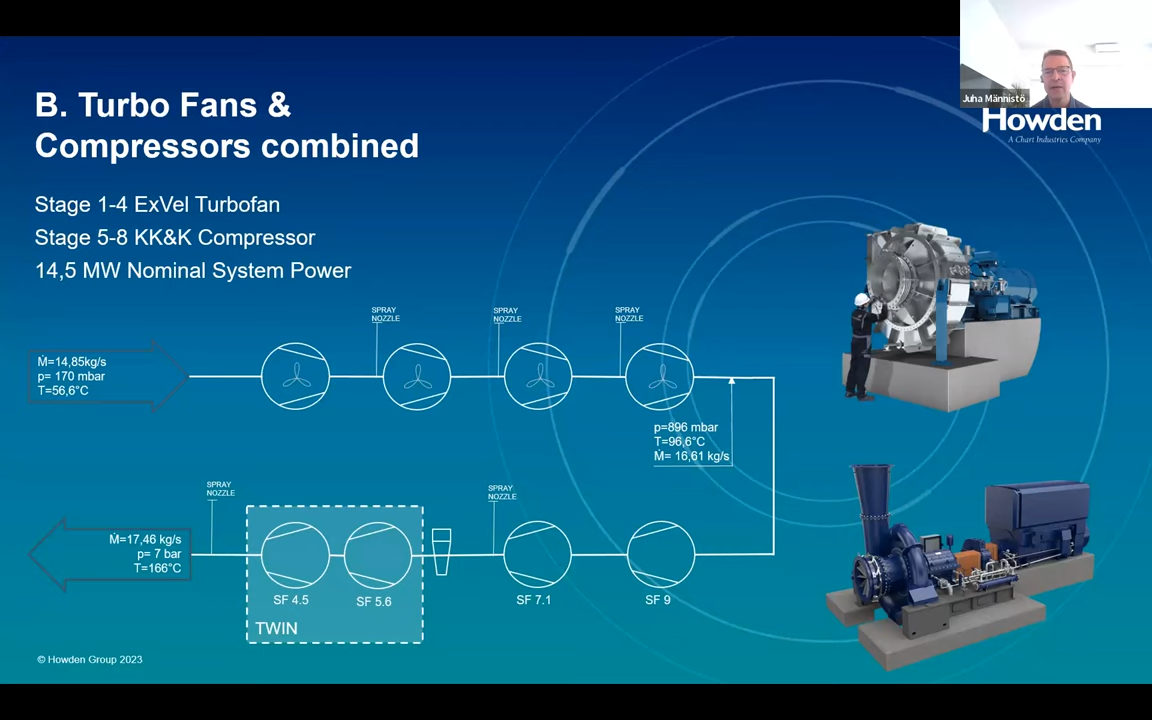 Juha Männistö
Howden
A Chart Industries Company
B. Turbo Fans &
Compressors combined
Stage 1-4 ExVel Turbofan
Stage 5-8 KK&K Compressor
14,5 MW Nominal System Power
SPRAY
NOZZLE
SPRAY
NOZZLE
SPRAY
NOZZLE
Ṁ=14,85kg/s
p= 170 mbar
T=56,6°C
p=896 mbar
T=96,6°C
Ṁ= 16,61 kg/s
SPRAY
NOZZLE
SPRAY
NOZZLE
Ṁ=17,46 kg/s
p= 7 bar
T=166°C
SF 4.5
SF 5.6
SF 7.1
SF 9
TWIN
© Howden Group 2023